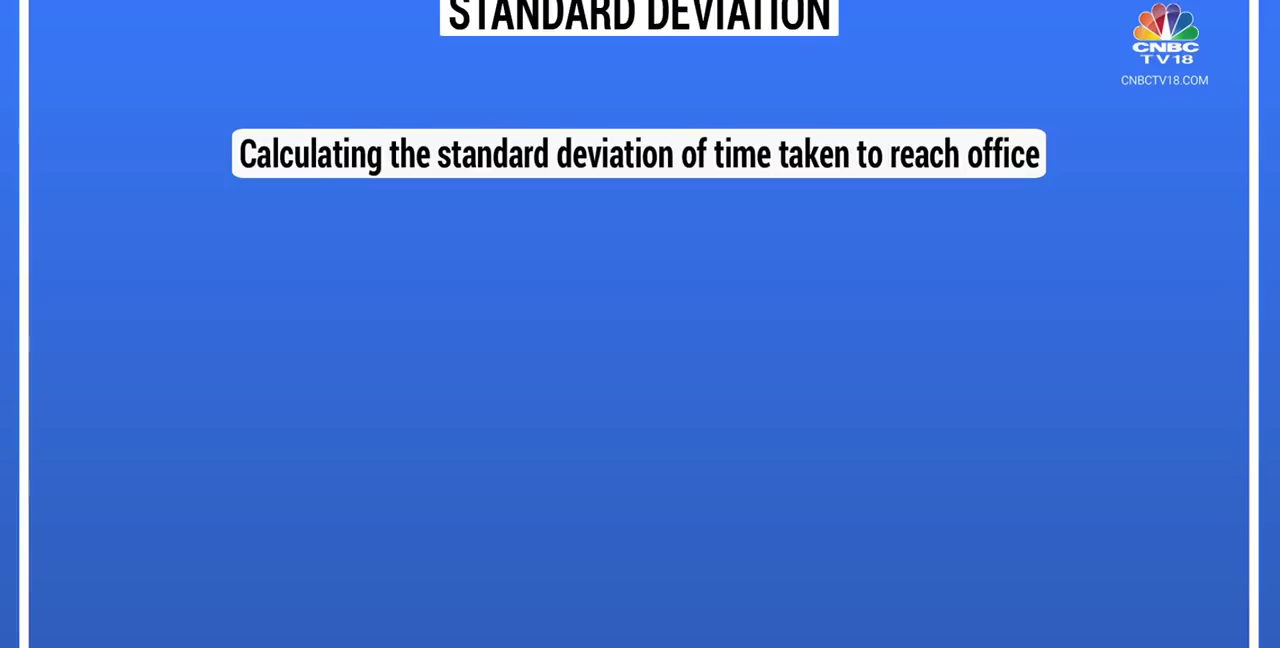 STANDARD DEVIATION
CNBC
TV18
CNBCTV18.COM
Calculating the standard deviation of time taken to reach office